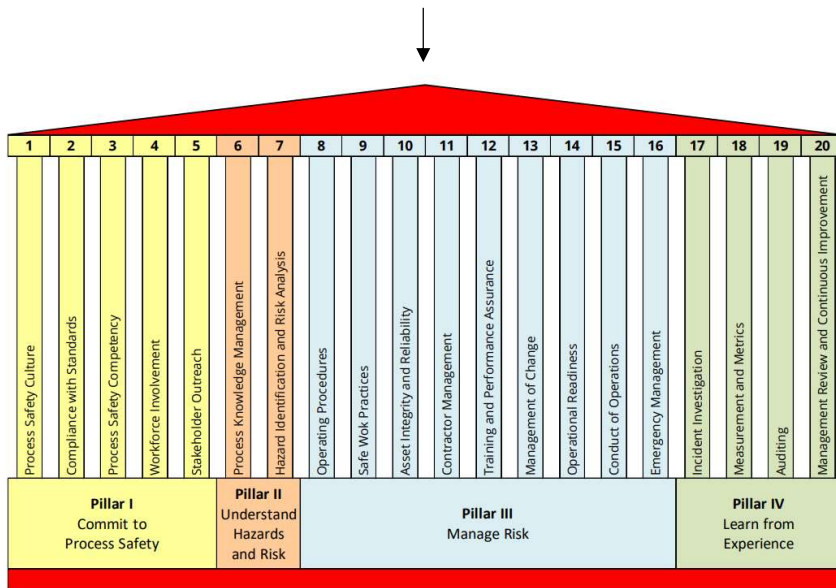 1 2 3 4 5 6 7 8 9 10 11 12 13 14 15 16 17 18 19 20
Process Safety Culture
Compliance with Standards
Process Safety Competency
Workforce Involvement
Stakeholder Outreach
Process Knowledge Management
Hazard Identification and Risk Analysis
Operating Procedures
Safe Wok Practices
Asset Integrity and Reliability
Contractor Management
Training and Performance Assurance
Management of Change
Operational Readiness
Conduct of Operations
Emergency Management
Incident Investigation
Measurement and Metrics
Auditing
Management Review and Continuous Improvement
Pillar I
Commit to
Process Safety
Pillar II
Understand
Hazards
and Risk
Pillar III
Manage Risk
Pillar IV
Learn from
Experience